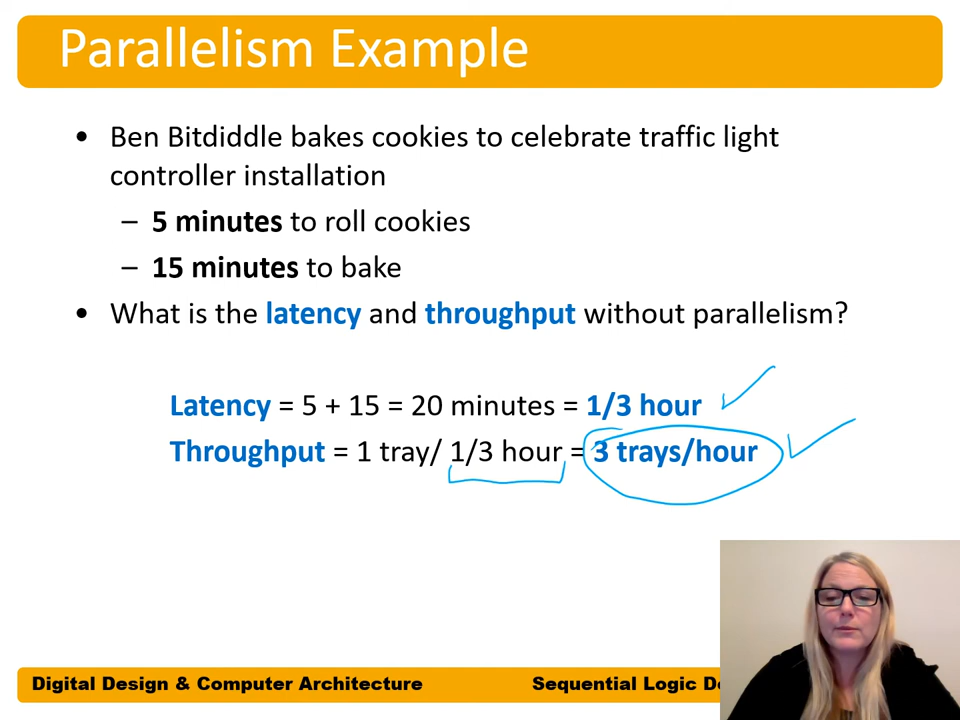 Parallelism Example
• Ben Bitdiddle bakes cookies to celebrate traffic light
controller installation
– 5 minutes to roll cookies
– 15 minutes to bake
• What is the latency and throughput without parallelism?
Latency = 5 + 15 = 20 minutes = 1/3 hour
Throughput = 1 tray/ 1/3 hour = 3 trays/hour
Digital Design & Computer Architecture
Sequential Logic